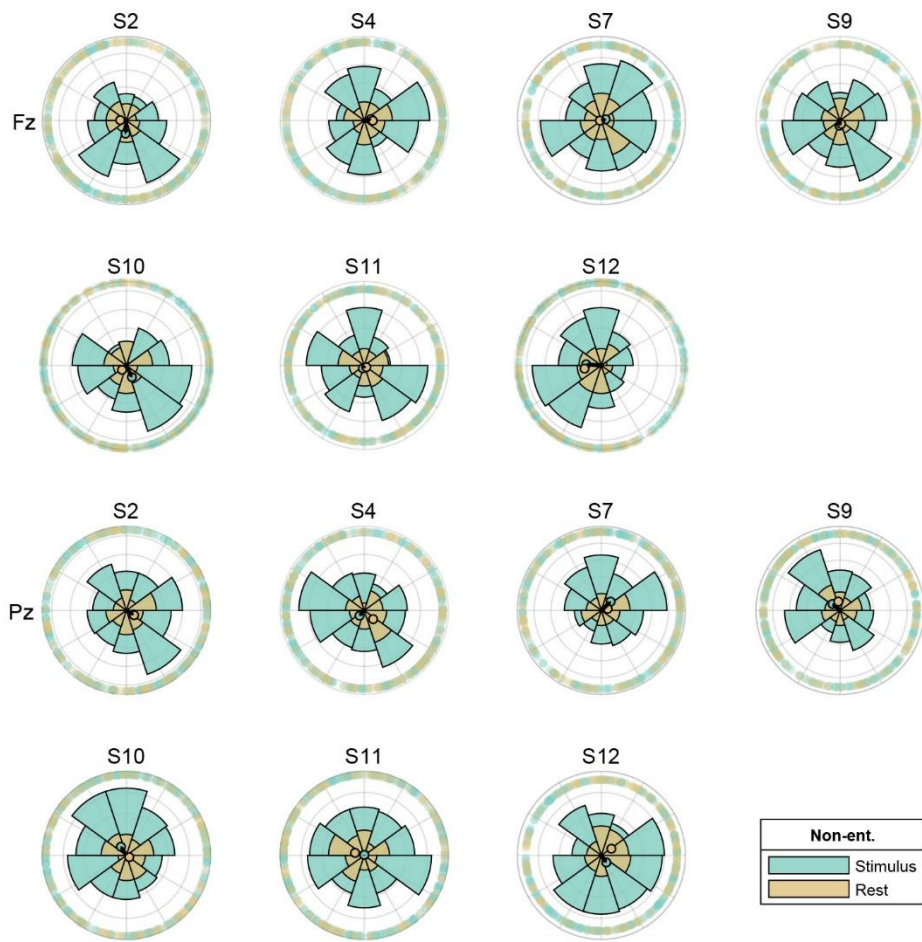 S2 S4 S7 S9
Fz
S10 S11 S12
S2 S4 S7 S9
Pz
S10 S11 S12
Non-ent.
Stimulus
Rest